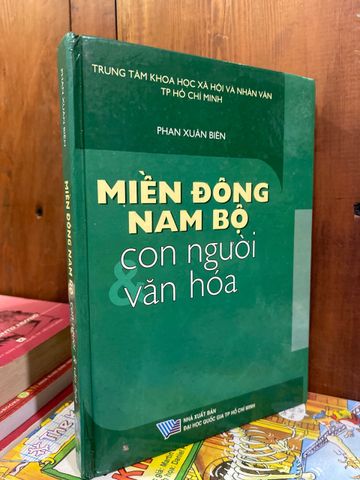 TRUNG TÂM KHOA HỌC XÃ HỘI VÀ NHÂN VĂN
TP HỒ CHÍ MINH
PHAN XUÂN BIÊN
MIỀN ĐÔNG
NAM BỘ
con người
& văn hóa
NHÀ XUẤT BẢN
ĐẠI HỌC QUỐC GIA TP HỒ CHÍ MINH
PHAN XUÂN BIÊN
MIỀN ĐÔNG NAM BỘ